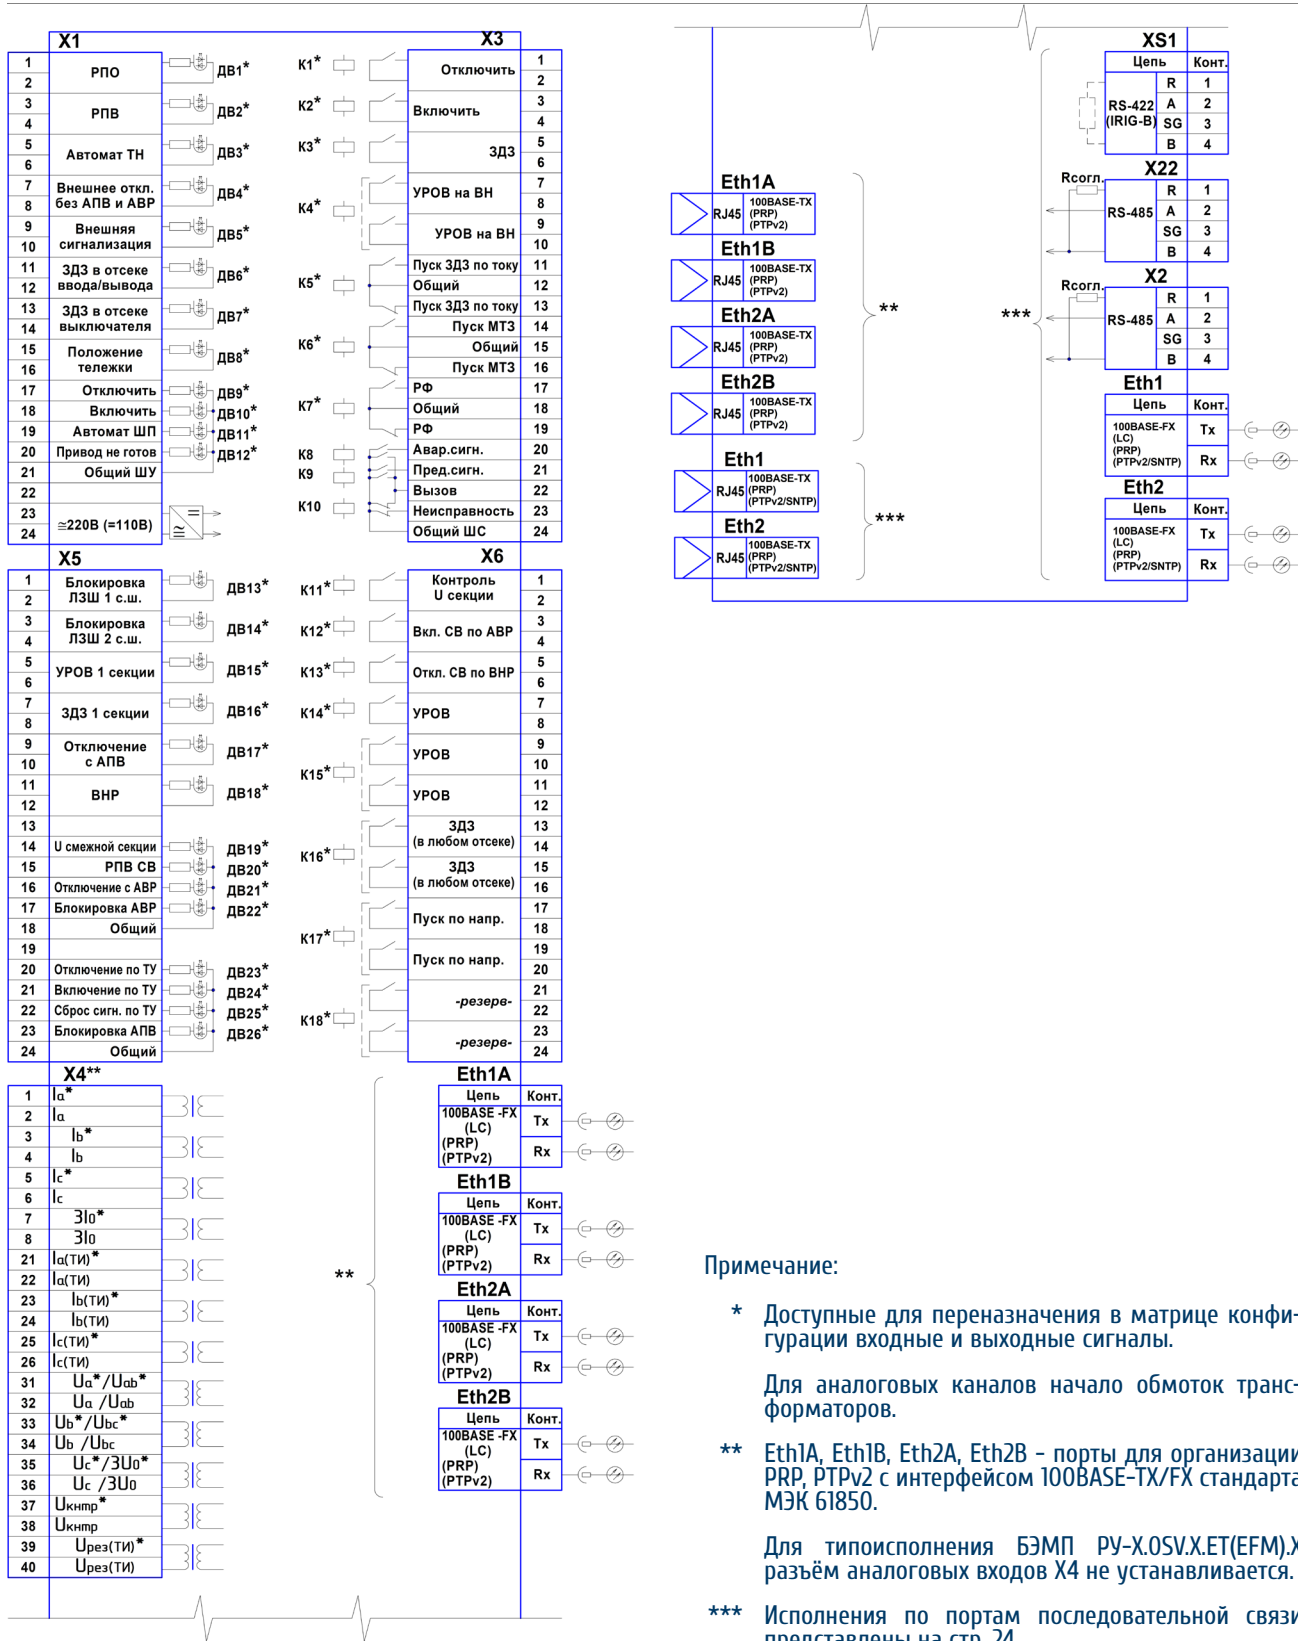 X1
1 РПО ДВ1*
2
3 РПВ ДВ2*
4
5 Автомат ТН ДВ3*
6
7 Внешнее откл. ДВ4*
8 без АПВ и АВР
9 Внешняя ДВ5*
10 сигнализация
11 ЗДЗ в отсеке ДВ6*
12 ввода/вывода
13 ЗДЗ в отсеке ДВ7*
14 выключателя
15 Положение ДВ8*
16 тележки
17 Отключить ДВ9*
18 Включить ДВ10*
19 Автомат ШП ДВ11*
20 Привод не готов ДВ12*
21 Общий ШУ
22
23 ≃220В (=110В)
24
X3
К1* Отключить 1
2
К2* Включить 3
4
К3* ЗДЗ 5
6
К4* УРОВ на ВН 7
8
УРОВ на ВН 9
10
К5* Пуск ЗДЗ по току 11
Общий 12
Пуск ЗДЗ по току 13
К6* Пуск МТЗ 14
Общий 15
Пуск МТЗ 16
К7* РФ 17
Общий 18
РФ 19
К8 Авар.сигн. 20
К9 Пред.сигн. 21
Вызов 22
К10 Неисправность 23
Общий ШС 24
X5
1 Блокировка ДВ13*
2 ЛЗШ 1 с.ш.
3 Блокировка ДВ14*
4 ЛЗШ 2 с.ш.
5 УРОВ 1 секции ДВ15*
6
7 ЗДЗ 1 секции ДВ16*
8
9 Отключение ДВ17*
10 с АПВ
11 ВНР ДВ18*
12
13
14 U смежной секции ДВ19*
15 РПВ СВ ДВ20*
16 Отключение с АВР ДВ21*
17 Блокировка АВР ДВ22*
18 Общий
19
20 Отключение по ТУ ДВ23*
21 Включение по ТУ ДВ24*
22 Сброс сигн. по ТУ ДВ25*
23 Блокировка АПВ ДВ26*
24 Общий
X6
К11* Контроль 1
U секции 2
К12* Вкл. СВ по АВР 3
4
К13* Откл. СВ по ВНР 5
6
К14* УРОВ 7
8
К15* УРОВ 9
10
УРОВ 11
12
К16* ЗДЗ 13
(в любом отсеке) 14
ЗДЗ 15
(в любом отсеке) 16
К17* Пуск по напр. 17
18
Пуск по напр. 19
20
К18* -резерв- 21
22
-резерв- 23
24
X4**
1 Ia*
2 Ia
3 Ib*
4 Ib
5 Ic*
6 Ic
7 3I0*
8 3I0
21 Ia(ТИ)*
22 Ia(ТИ)
23 Ib(ТИ)*
24 Ib(ТИ)
25 Ic(ТИ)*
26 Ic(ТИ)
31 Ua*/Uab*
32 Ua /Uab
33 Ub*/Ubc*
34 Ub /Ubc
35 Uc*/3U0*
36 Uc /3U0
37 Uкнтр*
38 Uкнтр
39 Uрез(ТИ)*
40 Uрез(ТИ)
**
Eth1A
Цепь Конт.
100BASE -FX Tx
(LC)
(PRP) Rx
(PTPv2)
Eth1B
Цепь Конт.
100BASE -FX Tx
(LC)
(PRP) Rx
(PTPv2)
Eth2A
Цепь Конт.
100BASE -FX Tx
(LC)
(PRP) Rx
(PTPv2)
Eth2B
Цепь Конт.
100BASE -FX Tx
(LC)
(PRP) Rx
(PTPv2)
Eth1A
RJ45 100BASE-TX
(PRP)
(PTPv2)
Eth1B
RJ45 100BASE-TX
(PRP)
(PTPv2)
Eth2A
RJ45 100BASE-TX
(PRP)
(PTPv2)
Eth2B
RJ45 100BASE-TX
(PRP)
(PTPv2)
**
Eth1
RJ45 100BASE-TX
(PRP)
(PTPv2/SNTP)
Eth2
RJ45 100BASE-TX
(PRP)
(PTPv2/SNTP)
***
***
XS1
Цепь Конт.
RS-422 R 1
(IRIG-B) A 2
SG 3
B 4
X22
Rсогл.
RS-485 R 1
A 2
SG 3
B 4
X2
Rсогл.
RS-485 R 1
A 2
SG 3
B 4
Eth1
Цепь Конт.
100BASE-FX Tx
(LC)
(PRP) Rx
(PTPv2/SNTP)
Eth2
Цепь Конт.
100BASE-FX Tx
(LC)
(PRP) Rx
(PTPv2/SNTP)
Примечание:
* Доступные для переназначения в матрице конфи-
гурации входные и выходные сигналы.
Для аналоговых каналов начало обмоток транс-
форматоров.
** Eth1A, Eth1B, Eth2A, Eth2B - порты для организации
PRP, PTPv2 с интерфейсом 100BASE-TX/FX стандарта
МЭК 61850.
Для типоисполнения БЭМП РУ-X.0SV.X.ET(EFM).X
разъём аналоговых входов X4 не устанавливается.
*** Исполнения по портам последовательной связи
представлены на стр. 24